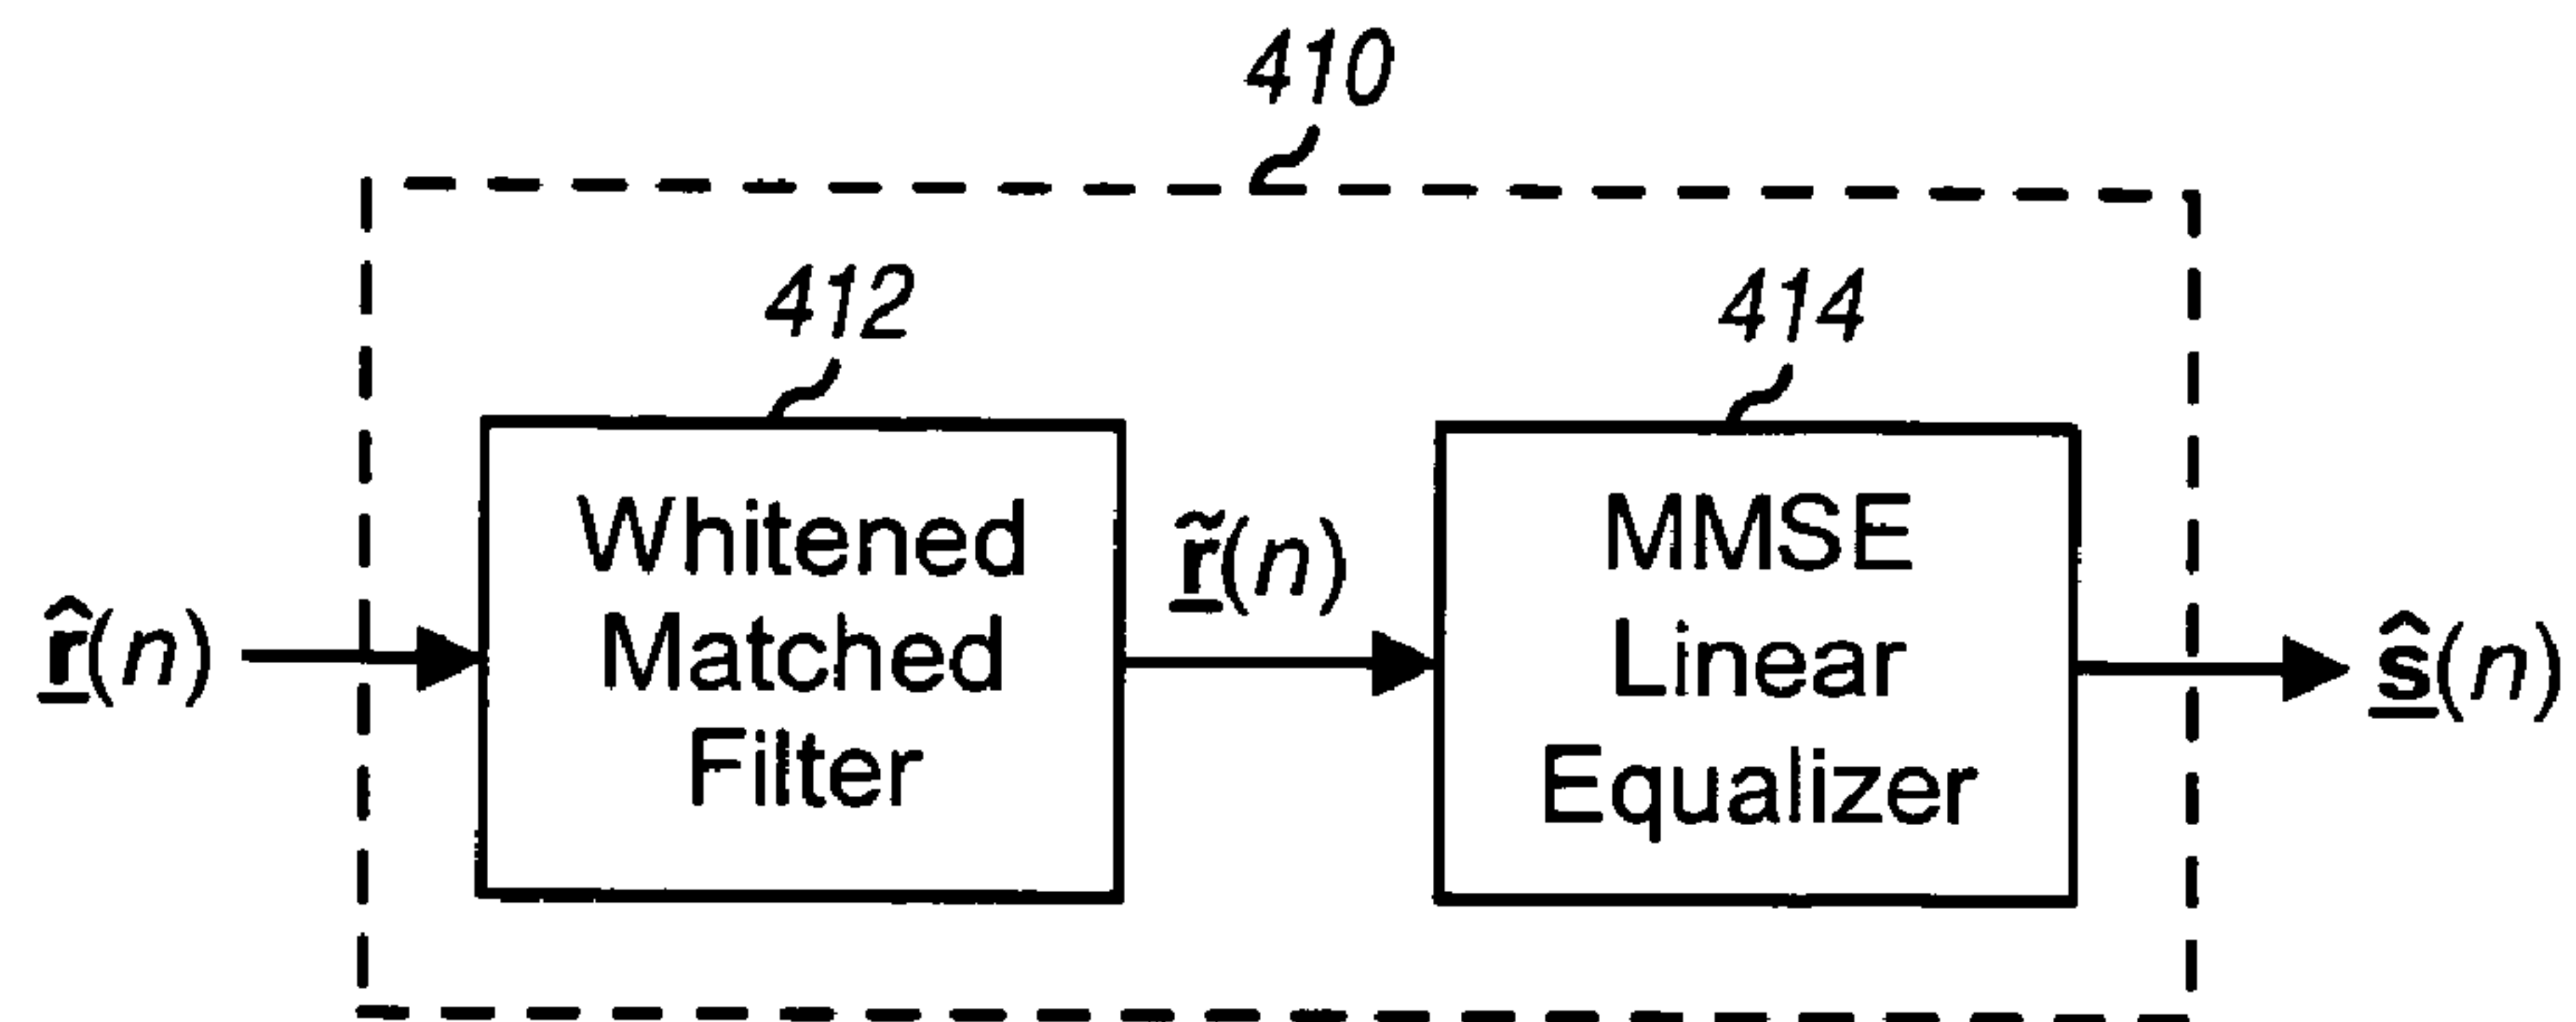 410
412
414
Whitened
Matched
Filter
MMSE
Linear
Equalizer
r̲̂(n)
r̲̃(n)
ŝ̲(n)